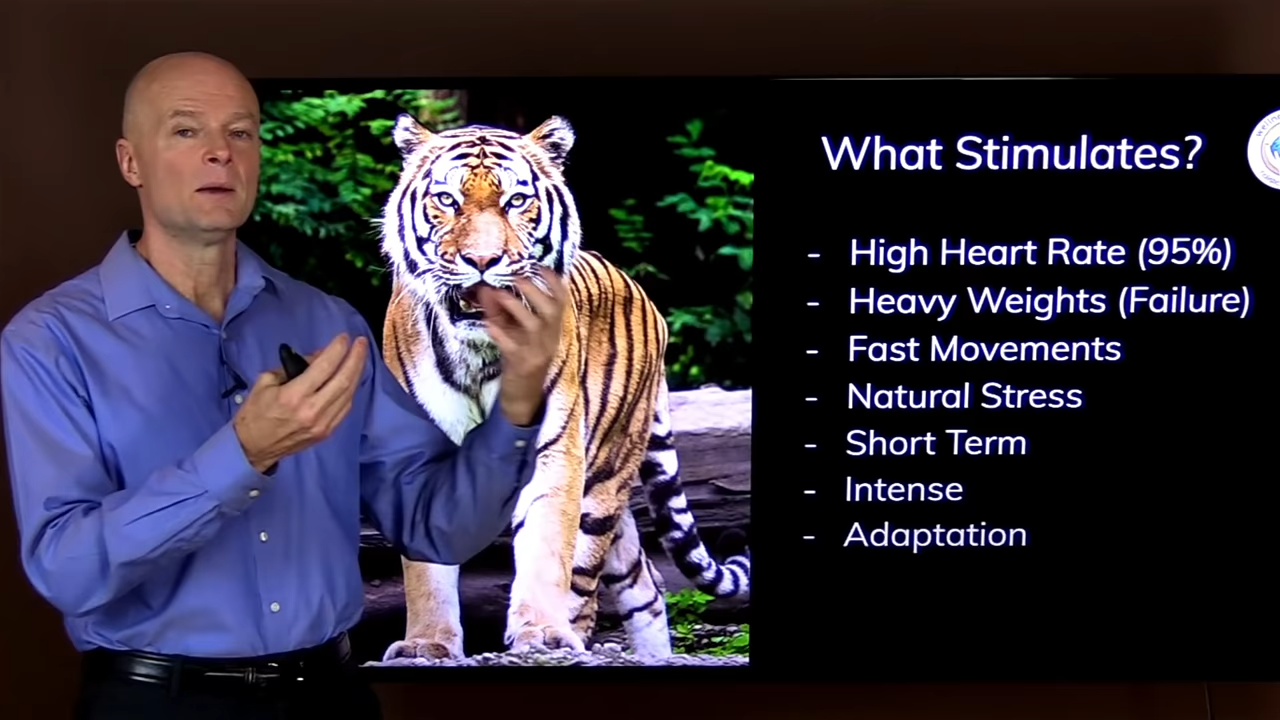 What Stimulates?
- High Heart Rate (95%)
- Heavy Weights (Failure)
- Fast Movements
- Natural Stress
- Short Term
- Intense
- Adaptation